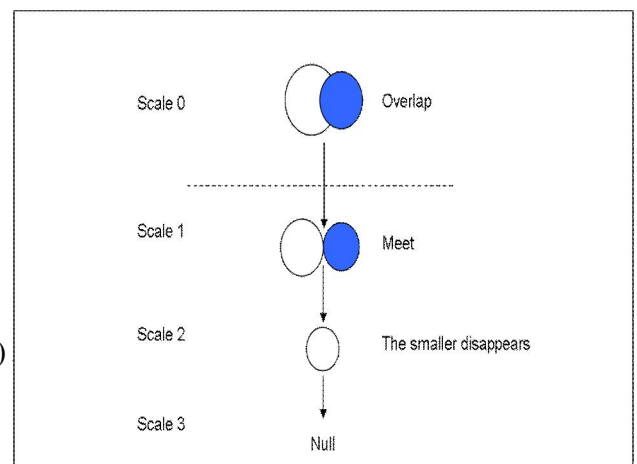 Scale 0
Overlap
Scale 1
Meet
)
Scale 2
The smaller disappears
Scale 3
Null